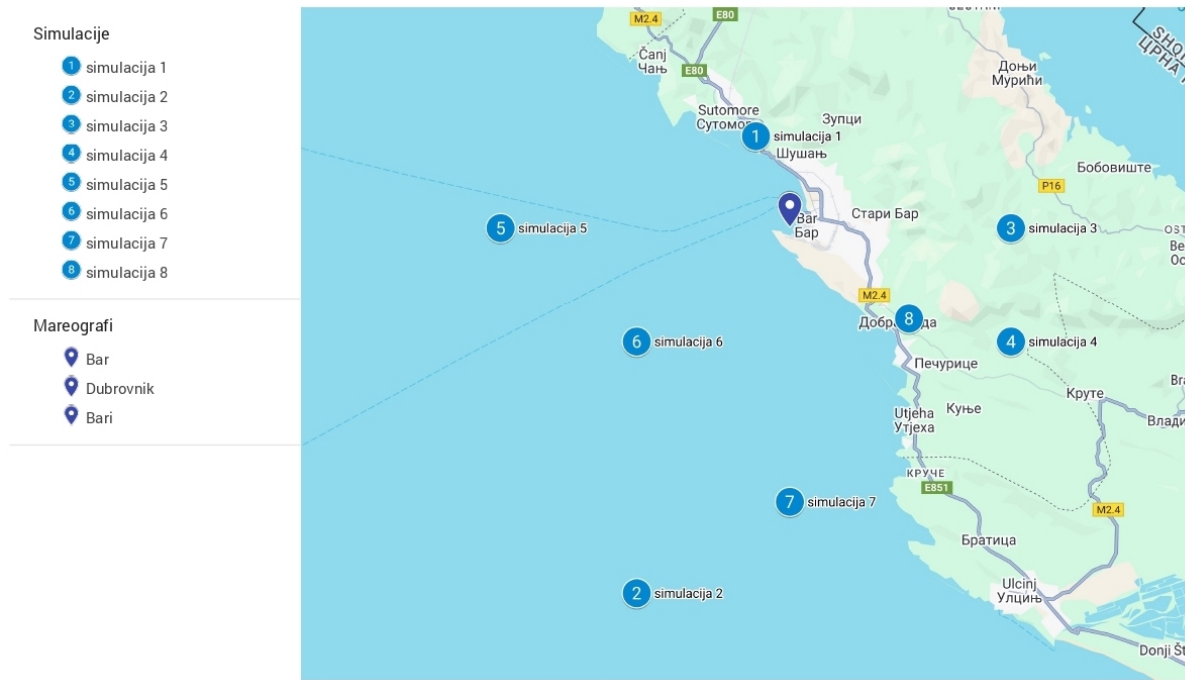 Simulacije
1 simulacija 1
2 simulacija 2
3 simulacija 3
4 simulacija 4
5 simulacija 5
6 simulacija 6
7 simulacija 7
8 simulacija 8
Mareografi
Bar
Dubrovnik
Bari
M2.4
E80
Čanj
Чањ
E80
Доњи
Мурићи
Sutomore
Зупци
1 simulacija 1
Шушањ
Бобовиште
P16
Bar
Бар
Стари Бар
5 simulacija 5
3 simulacija 3
M2.4
8
6 simulacija 6
4 simulacija 4
Печурице
Круте
Куње
Utjeha
Утјеха
КРУЧЕ
E851
7 simulacija 7
M2.4
Братица
2 simulacija 2
Ulcinj
Улцињ
Donji